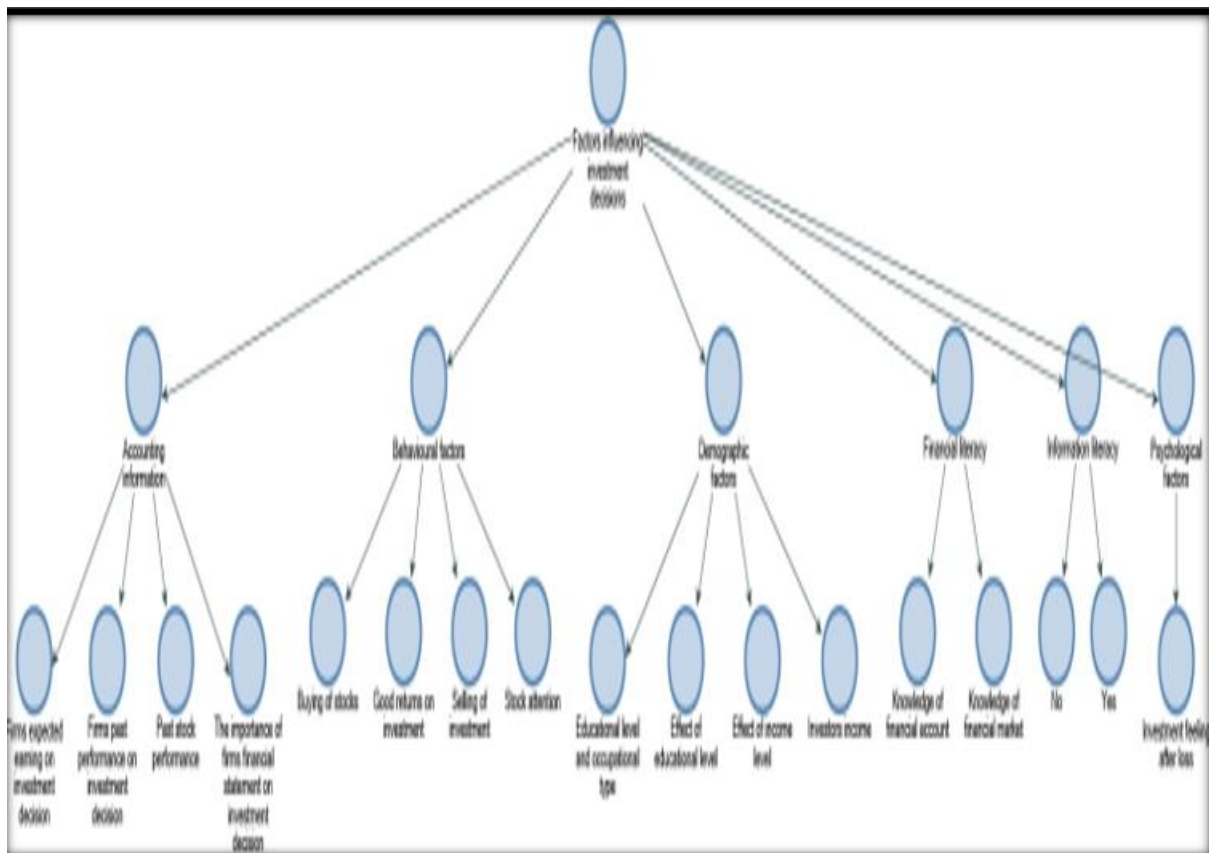 Factors influencing
investment
decisions
Accounting
information
Behavioural factors
Demographic
factors
Financial literacy
Information literacy
Psychological
factors
Firms expected
earning on
investment
decision
Firms past
performance on
investment
decision
Past stock
performance
The importance of
firms financial
statement on
investment
decision
Buying of stocks
Good returns on
investment
Selling of
investment
Stock attention
Educational level
and occupational
type
Effect of
educational level
Effect of income
level
Investors income
Knowledge of
financial account
Knowledge of
financial market
No
Yes
Investment feeling
after loss